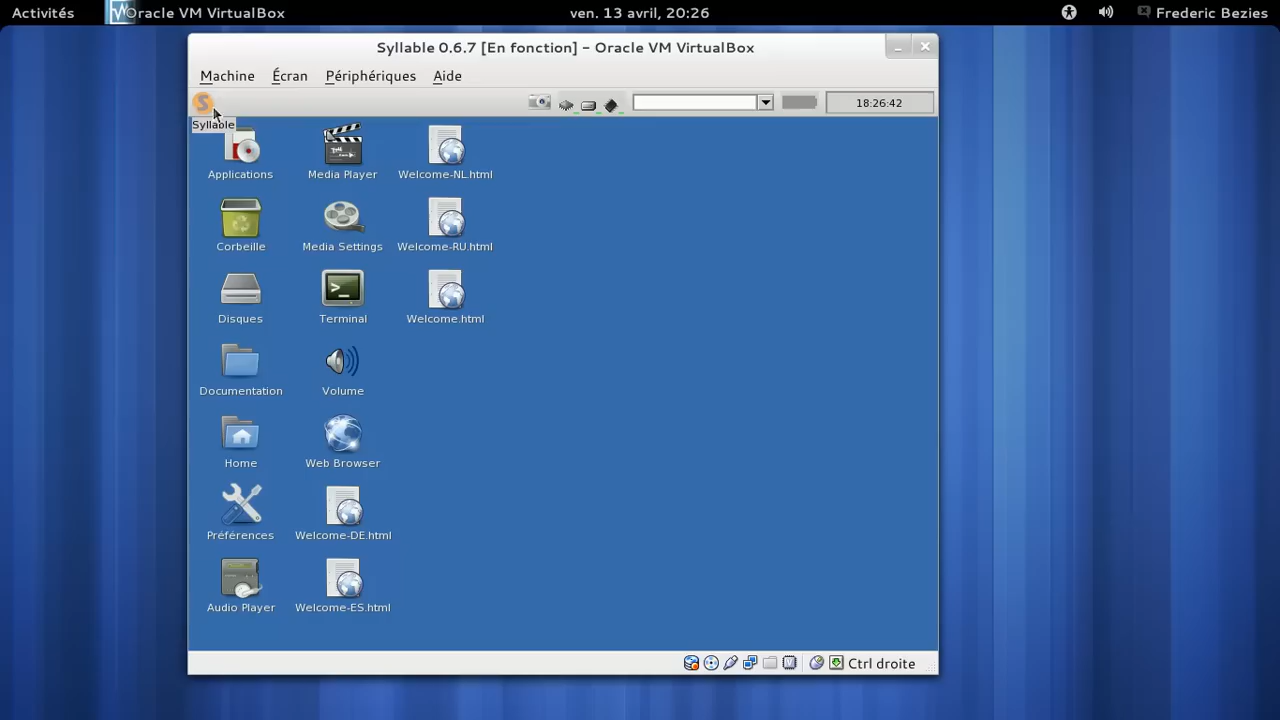 Activités
Oracle VM VirtualBox
ven. 13 avril, 20:26
Frederic Bezies
Syllable 0.6.7 [En fonction] - Oracle VM VirtualBox
Machine Écran Périphériques Aide
S
18:26:42
Syllable
Applications Media Player Welcome-NL.html
Corbeille Media Settings Welcome-RU.html
Disques Terminal Welcome.html
Documentation Volume
Home Web Browser
Préférences Welcome-DE.html
Audio Player Welcome-ES.html
Ctrl droite